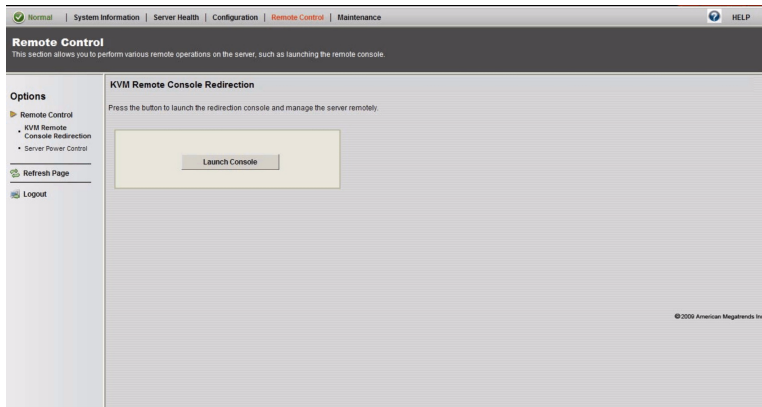 Normal | System Information | Server Health | Configuration | Remote Control | Maintenance
HELP
Remote Control
This section allows you to perform various remote operations on the server, such as launching the remote console.
Options
Remote Control
• KVM Remote
Console Redirection
• Server Power Control
Refresh Page
Logout
KVM Remote Console Redirection
Press the button to launch the redirection console and manage the server remotely.
Launch Console
©2009 American Megatrends Inc